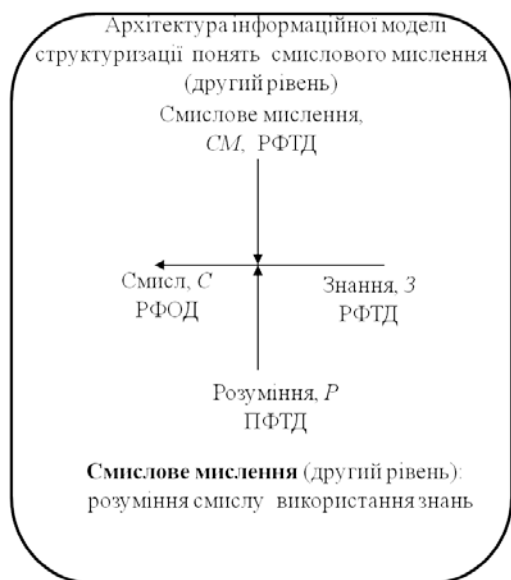 Архітектура інформаційної моделі
структуризації понять смислового мислення
(другий рівень)
Смислове мислення,
СМ, РФТД
Смисл, С
РФОД
Знання, З
РФТД
Розуміння, Р
ПФТД
Смислове мислення (другий рівень):
розуміння смислу використання знань